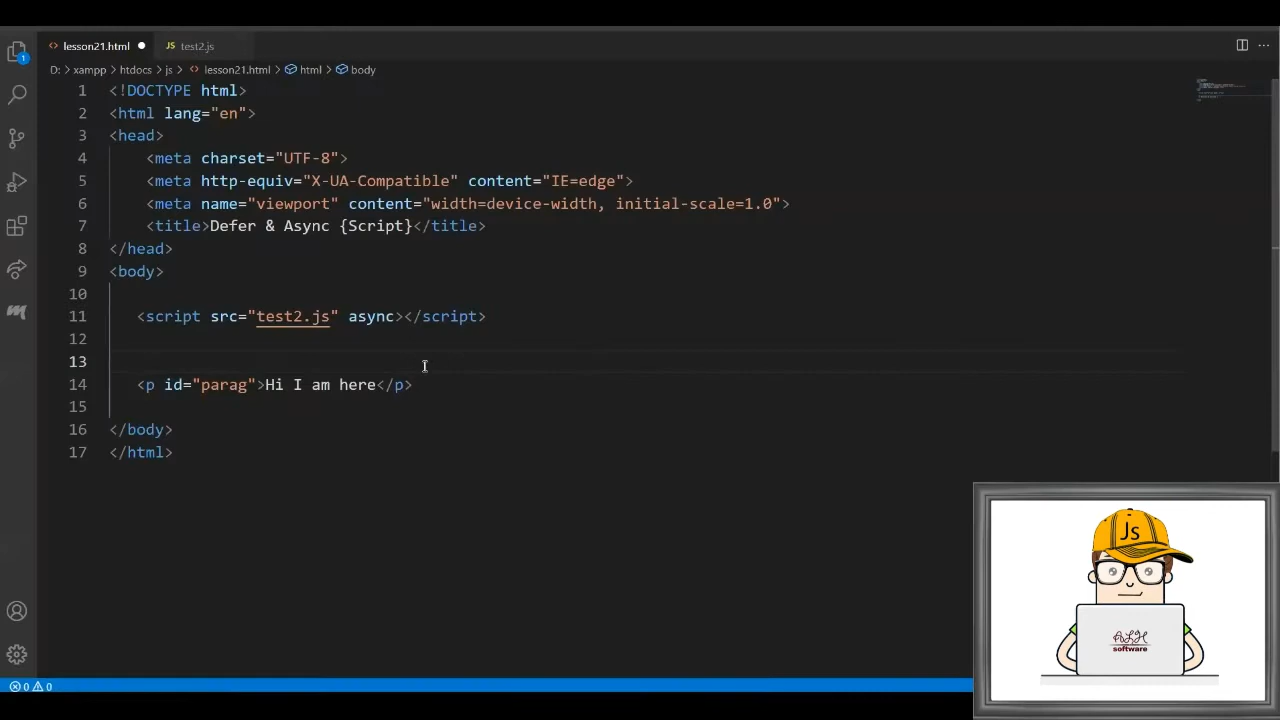 lesson21.html
JS test2.js
D: > xampp > htdocs > js > lesson21.html > html > body
1 <!DOCTYPE html>
2 <html lang="en">
3 <head>
4 <meta charset="UTF-8">
5 <meta http-equiv="X-UA-Compatible" content="IE=edge">
6 <meta name="viewport" content="width=device-width, initial-scale=1.0">
7 <title>Defer & Async {Script}</title>
8 </head>
9 <body>
10
11 <script src="test2.js" async></script>
12
13
14 <p id="parag">Hi I am here</p>
15
16 </body>
17 </html>
1
Js
ALH
software
0 0